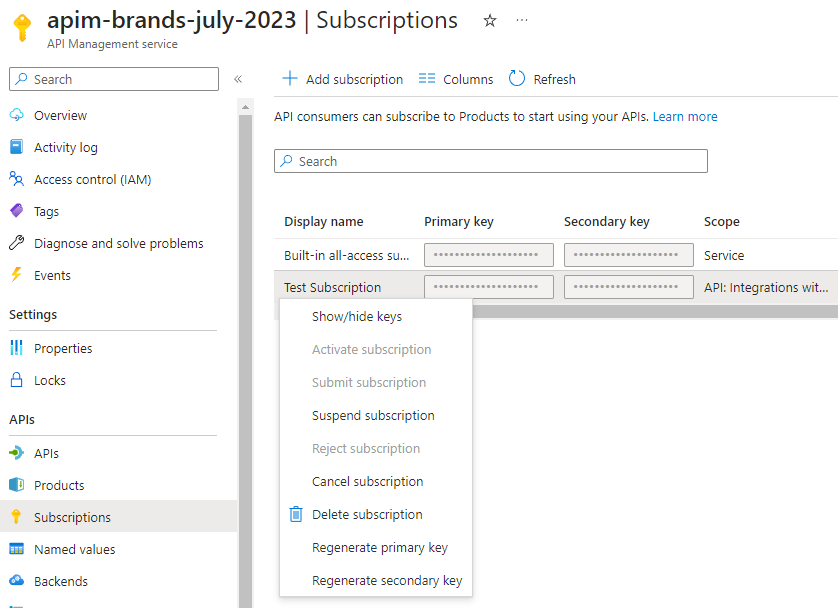 apim-brands-july-2023 | Subscriptions
API Management service
Search
Overview
Activity log
Access control (IAM)
Tags
Diagnose and solve problems
Events
Settings
Properties
Locks
APIs
APIs
Products
Subscriptions
Named values
Backends
Add subscription Columns Refresh
API consumers can subscribe to Products to start using your APIs. Learn more
Search
Display name Primary key Secondary key Scope
Built-in all-access su... •••••••••••••••••••• •••••••••••••••••••• Service
Test Subscription •••••••••••••••••••• •••••••••••••••••••• API: Integrations wit...
Show/hide keys
Activate subscription
Submit subscription
Suspend subscription
Reject subscription
Cancel subscription
Delete subscription
Regenerate primary key
Regenerate secondary key